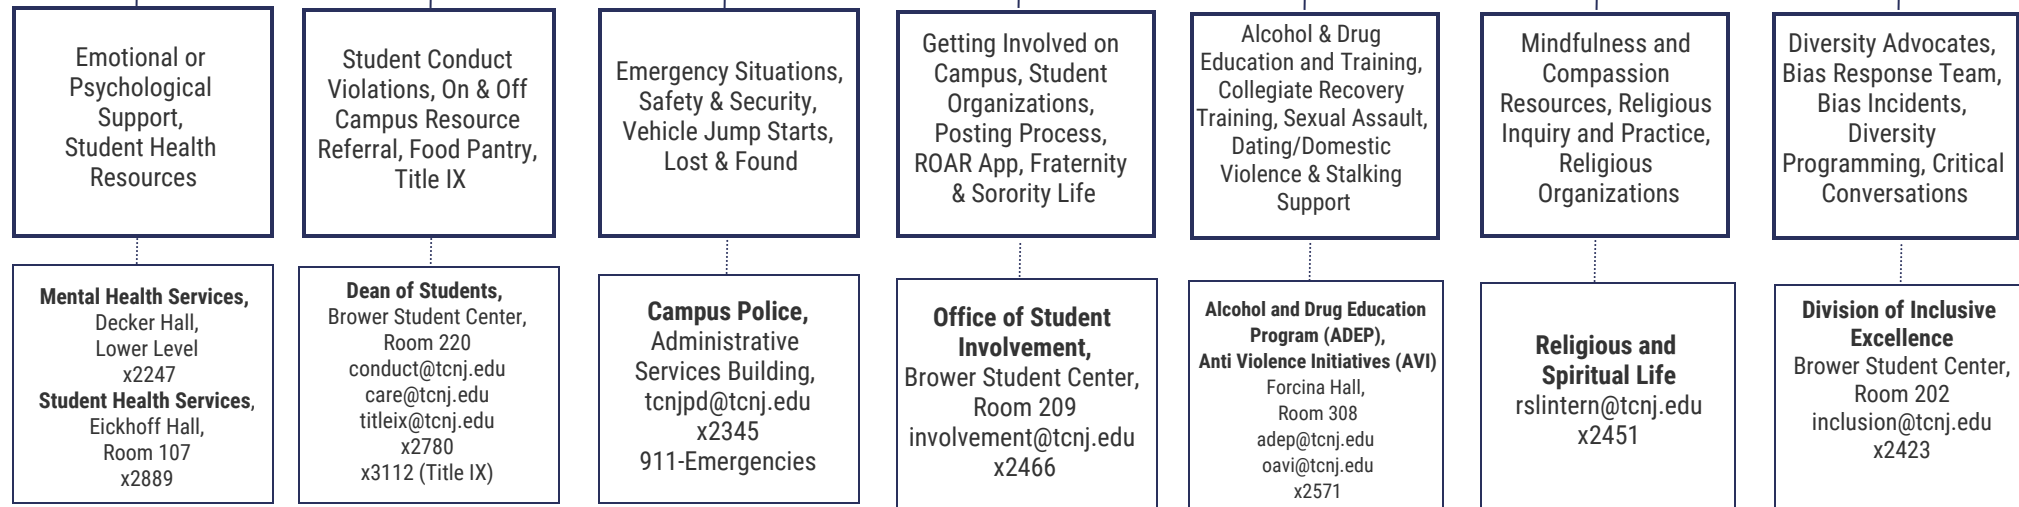 Emotional or
Psychological
Support,
Student Health
Resources
Student Conduct
Violations, On & Off
Campus Resource
Referral, Food Pantry,
Title IX
Emergency Situations,
Safety & Security,
Vehicle Jump Starts,
Lost & Found
Getting Involved on
Campus, Student
Organizations,
Posting Process,
ROAR App, Fraternity
& Sorority Life
Alcohol & Drug
Education and Training,
Collegiate Recovery
Training, Sexual Assault,
Dating/Domestic
Violence & Stalking
Support
Mindfulness and
Compassion
Resources, Religious
Inquiry and Practice,
Religious
Organizations
Diversity Advocates,
Bias Response Team,
Bias Incidents,
Diversity
Programming, Critical
Conversations
Mental Health Services,
Decker Hall,
Lower Level
x2247
Student Health Services,
Eickhoff Hall,
Room 107
x2889
Dean of Students,
Brower Student Center,
Room 220
conduct@tcnj.edu
care@tcnj.edu
titleix@tcnj.edu
x2780
x3112 (Title IX)
Campus Police,
Administrative
Services Building,
tcnjpd@tcnj.edu
x2345
911-Emergencies
Office of Student
Involvement,
Brower Student Center,
Room 209
involvement@tcnj.edu
x2466
Alcohol and Drug Education
Program (ADEP),
Anti Violence Initiatives (AVI)
Forcina Hall,
Room 308
adep@tcnj.edu
oavi@tcnj.edu
x2571
Religious and
Spiritual Life
rslintern@tcnj.edu
x2451
Division of Inclusive
Excellence
Brower Student Center,
Room 202
inclusion@tcnj.edu
x2423